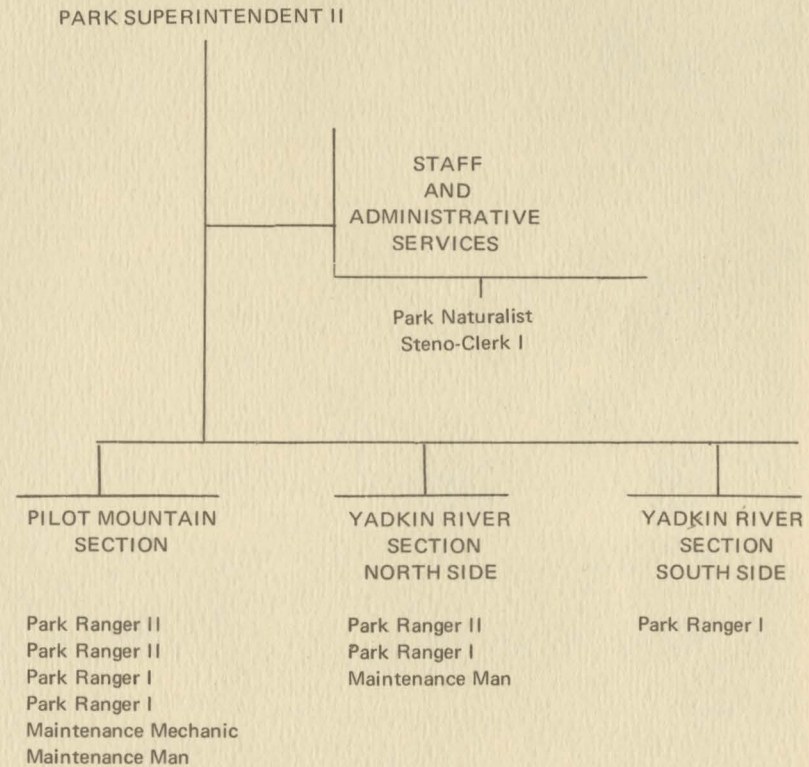 PARK SUPERINTENDENT II
STAFF
AND
ADMINISTRATIVE
SERVICES
Park Naturalist
Steno-Clerk I
PILOT MOUNTAIN
SECTION
Park Ranger II
Park Ranger II
Park Ranger I
Park Ranger I
Maintenance Mechanic
Maintenance Man
YADKIN RIVER
SECTION
NORTH SIDE
Park Ranger II
Park Ranger I
Maintenance Man
YADKIN RIVER
SECTION
SOUTH SIDE
Park Ranger I